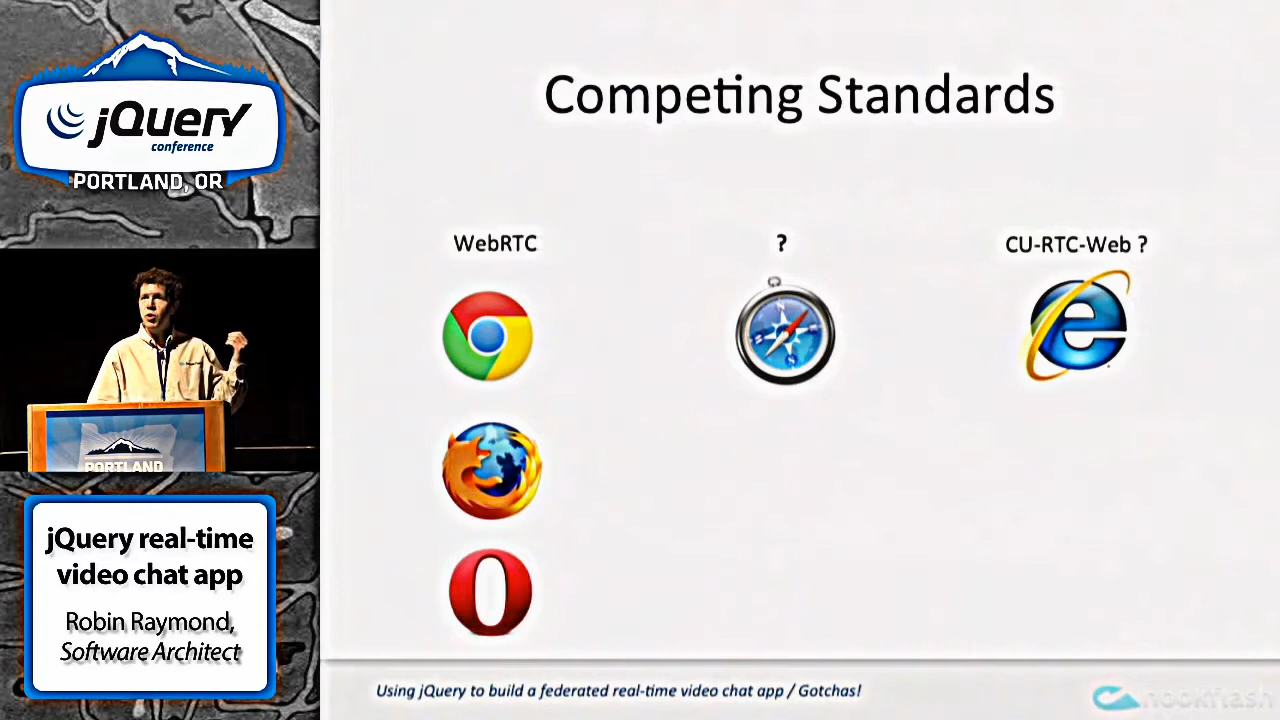 jQuery
conference
PORTLAND, OR
PORTLAND
jQuery real-time
video chat app
Robin Raymond,
Software Architect
Competing Standards
WebRTC
?
CU-RTC-Web ?
Using jQuery to build a federated real-time video chat app / Gotchas!
hookflash